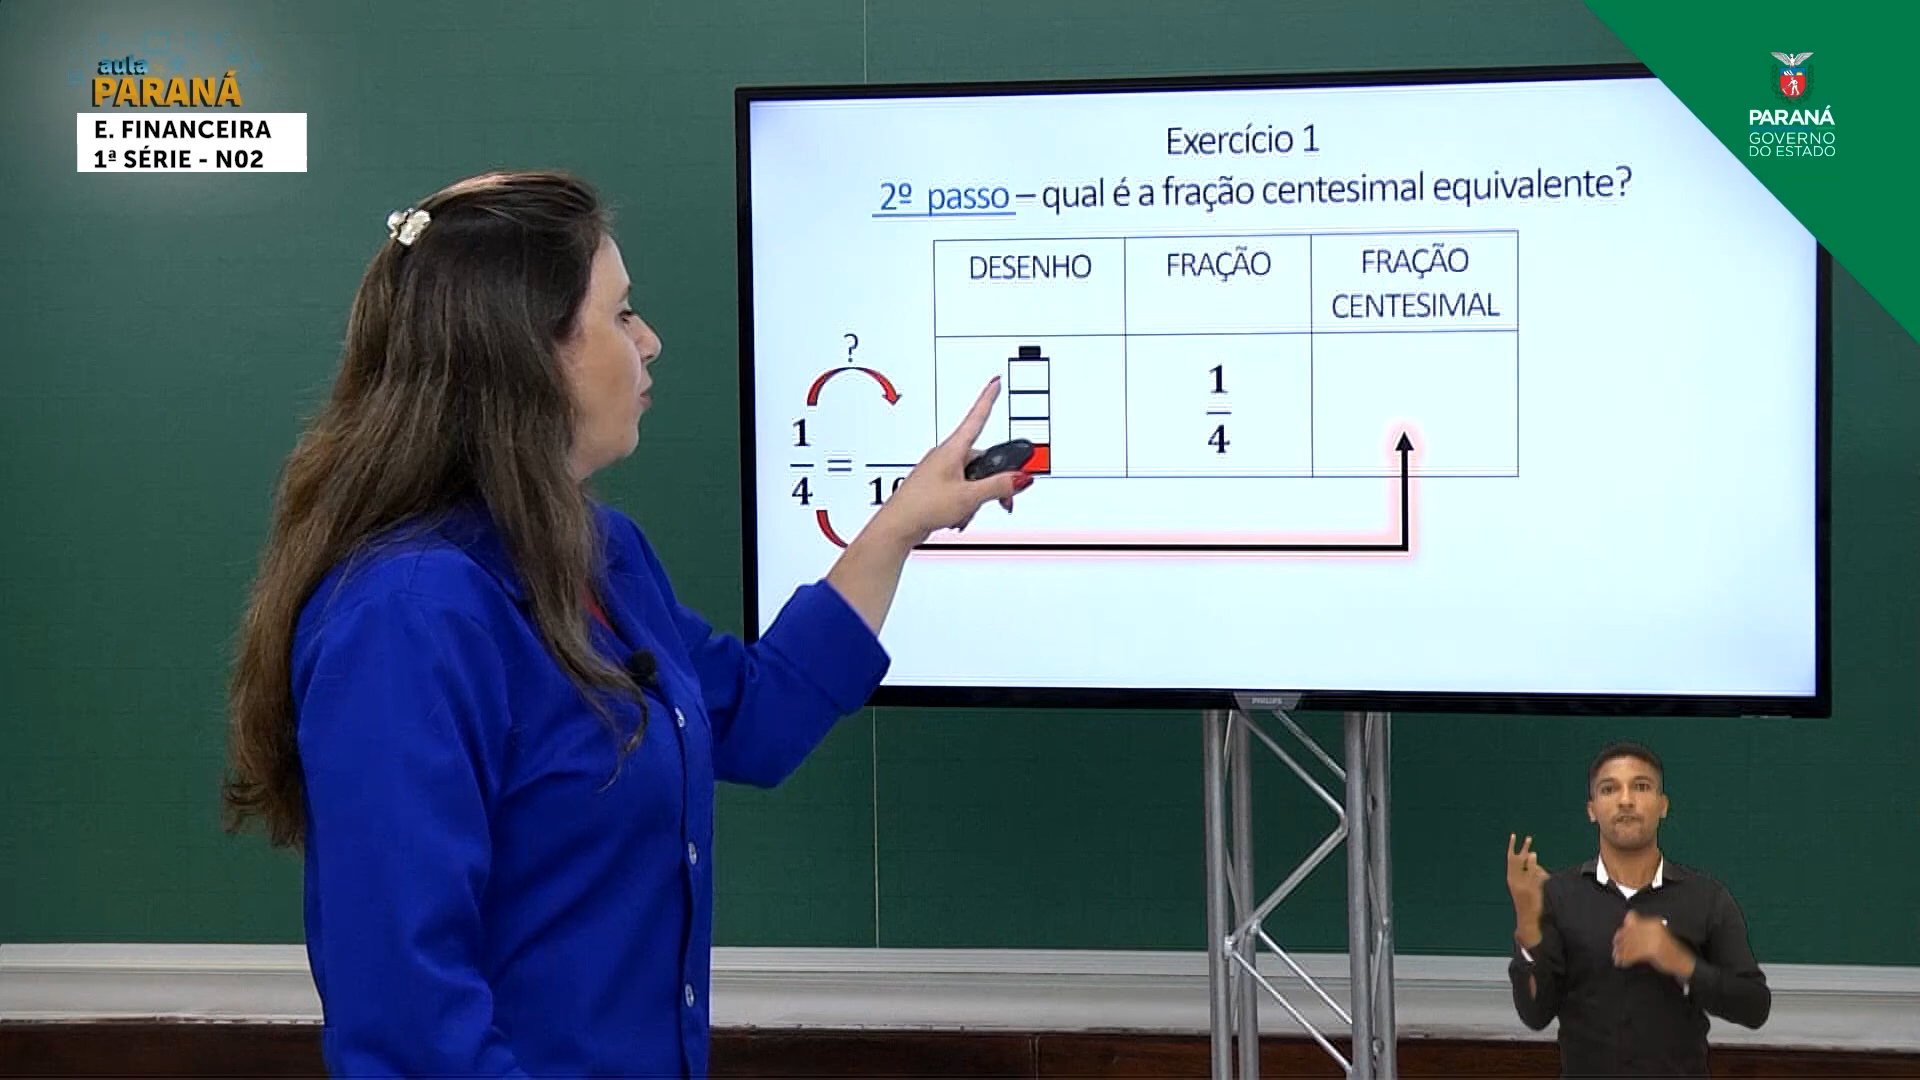 aula
PARANÁ
E. FINANCEIRA
1ª SÉRIE - N02
PARANÁ
GOVERNO
DO ESTADO
Exercício 1
2º passo – qual é a fração centesimal equivalente?
DESENHO
FRAÇÃO
FRAÇÃO
CENTESIMAL
?
1
4
=
1
4
PHILIPS